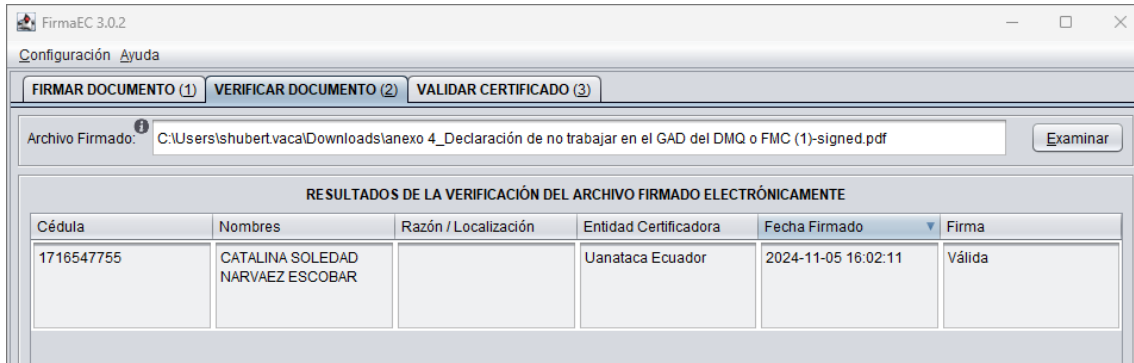 FirmaEC 3.0.2
Configuración Ayuda
FIRMAR DOCUMENTO (1) VERIFICAR DOCUMENTO (2) VALIDAR CERTIFICADO (3)
Archivo Firmado: C:\Users\shubert.vaca\Downloads\anexo 4_Declaración de no trabajar en el GAD del DMQ o FMC (1)-signed.pdf Examinar
RESULTADOS DE LA VERIFICACIÓN DEL ARCHIVO FIRMADO ELECTRÓNICAMENTE
Cédula Nombres Razón / Localización Entidad Certificadora Fecha Firmado Firma
1716547755 CATALINA SOLEDAD Uanataca Ecuador 2024-11-05 16:02:11 Válida
NARVAEZ ESCOBAR